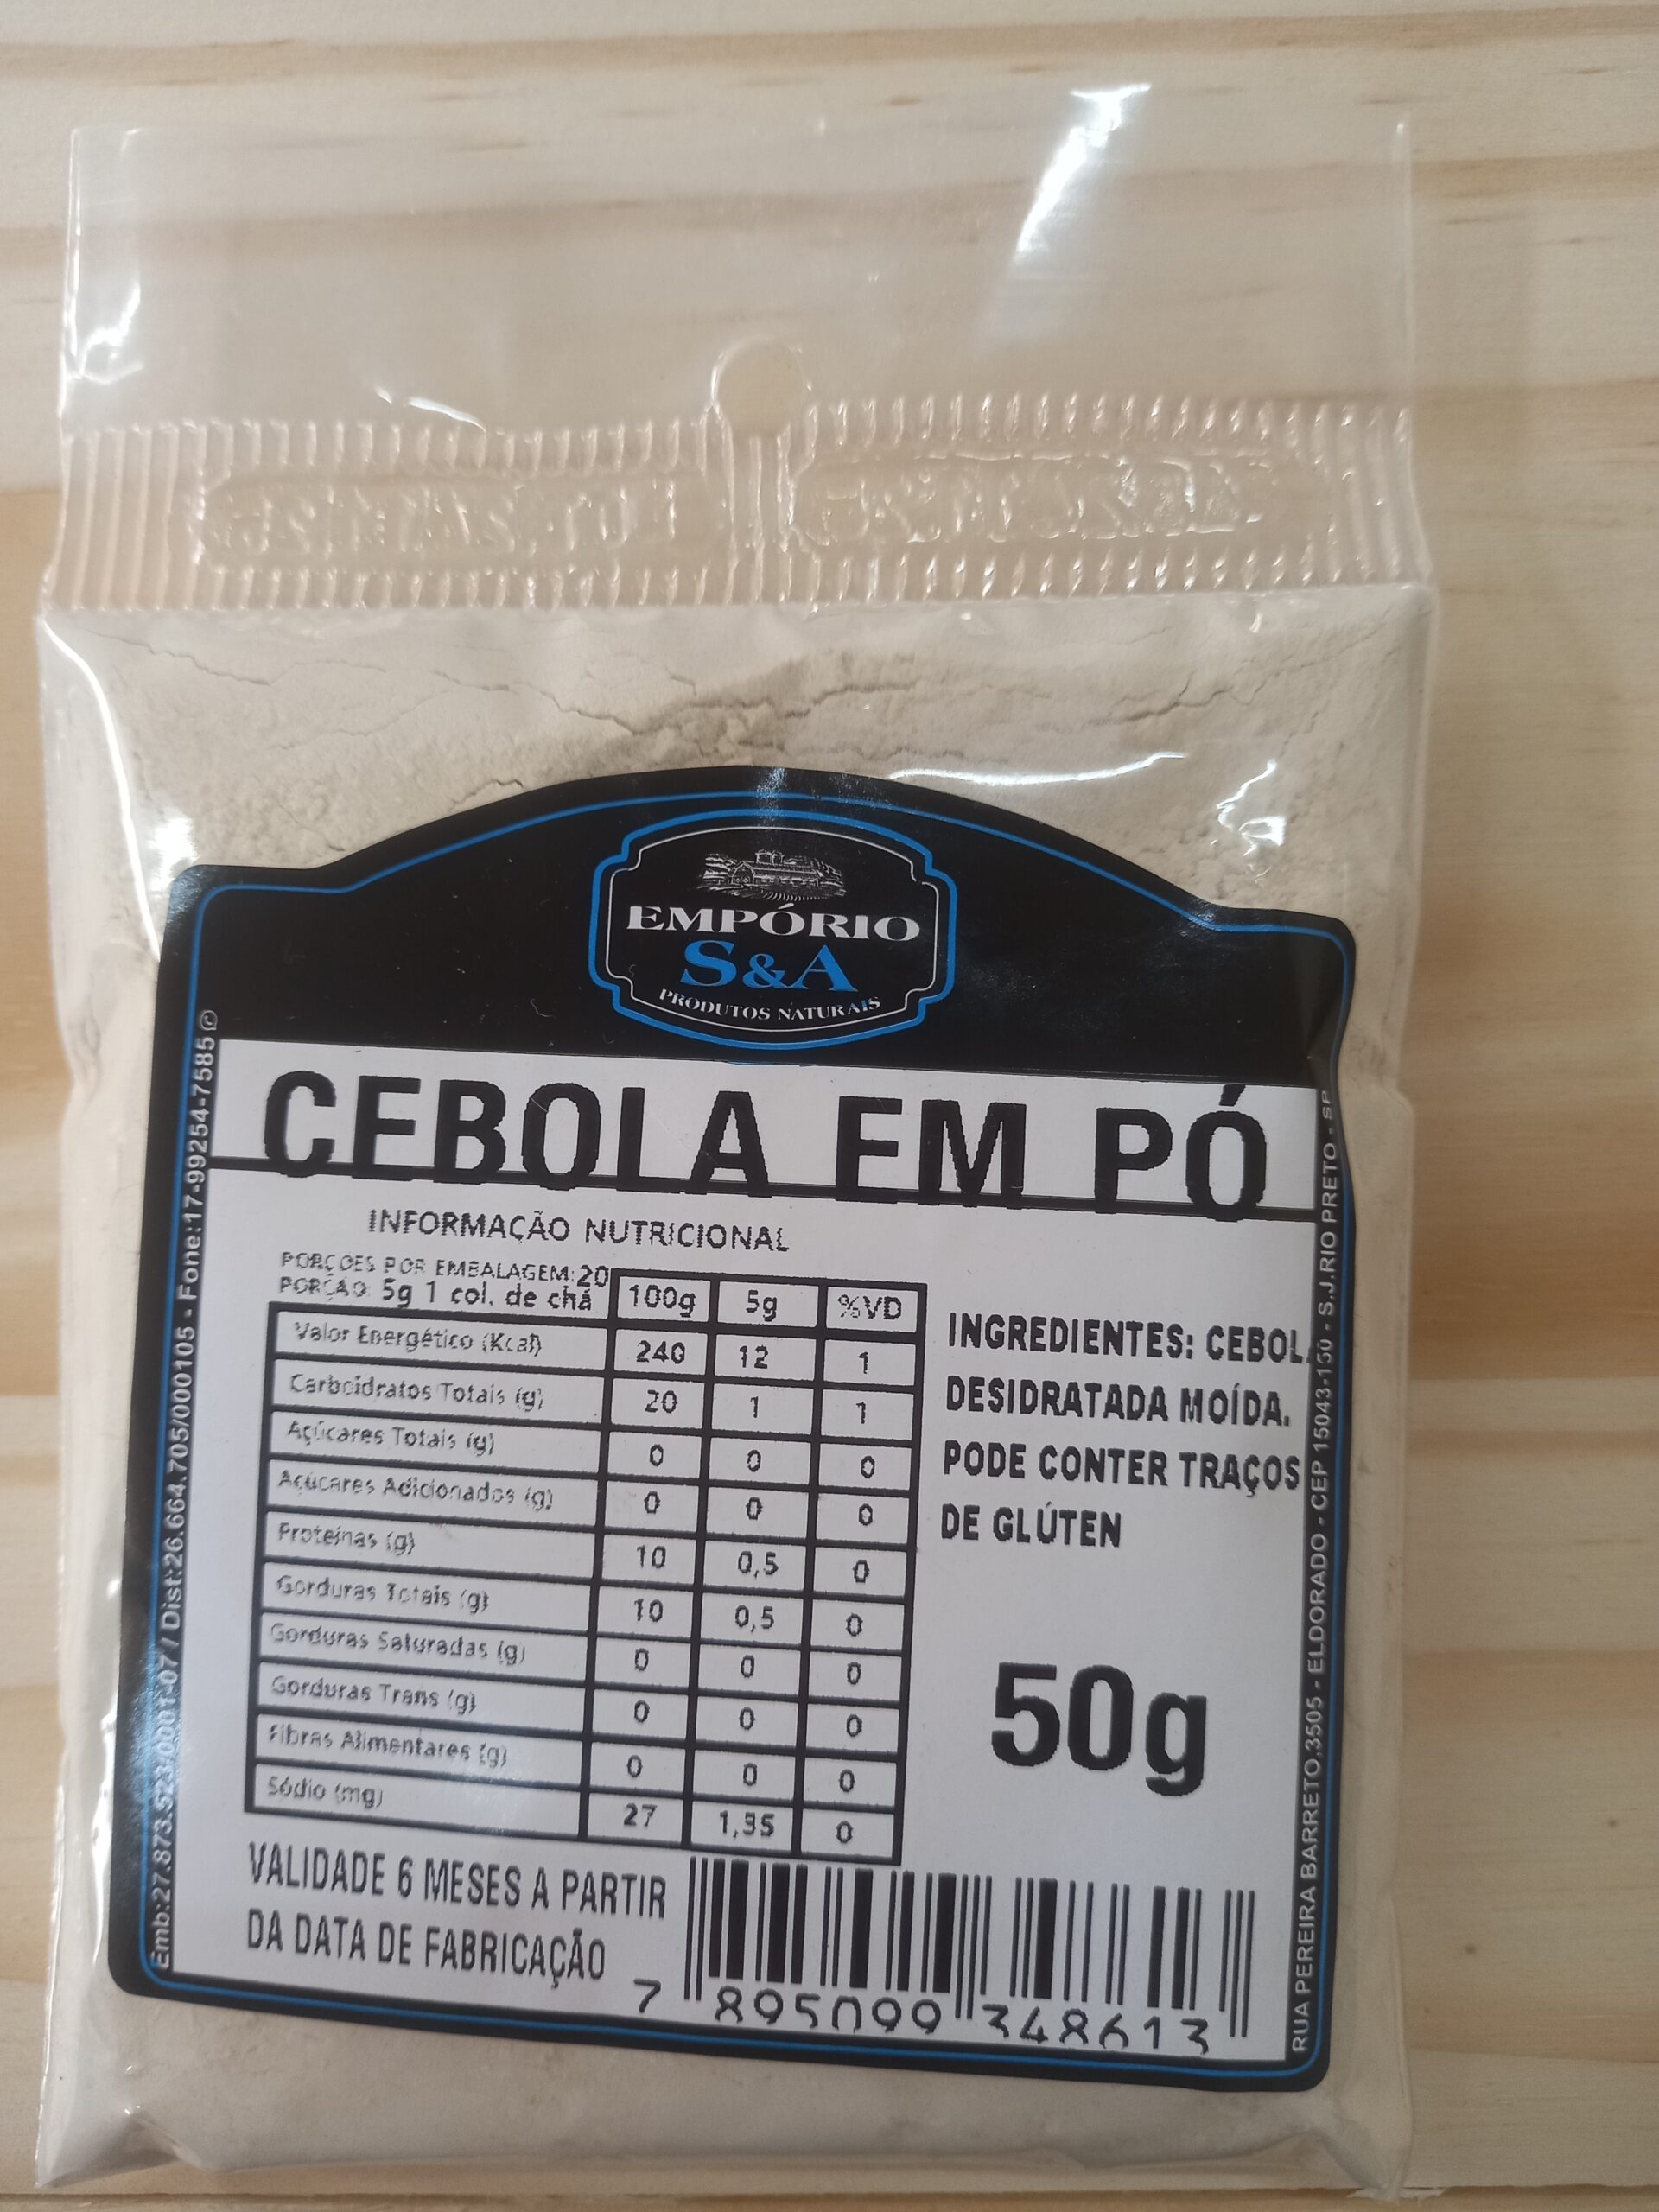 EMPÓRIO
S&A
PRODUTOS NATURAIS
CEBOLA EM PÓ
INFORMAÇÃO NUTRICIONAL
PORÇOES POR EMBALAGEM:20
PORÇÃO: 5g 1 col. de chá 100g 5g %VD
Valor Energético (Kcal) 240 12 1
Carboidratos Totais (g) 20 1 1
Açúcares Totais (g) 0 0 0
Açúcares Adicionados (g) 0 0 0
Proteínas (g) 10 0,5 0
Gorduras Totais (g) 10 0,5 0
Gorduras Saturadas (g) 0 0 0
Gorduras Trans (g) 0 0 0
Fibras Alimentares (g) 0 0 0
Sódio (mg) 27 1,35 0
INGREDIENTES: CEBOLA
DESIDRATADA MOÍDA.
PODE CONTER TRAÇOS
DE GLÚTEN
50g
VALIDADE 6 MESES A PARTIR
DA DATA DE FABRICAÇÃO
7 895099 348613
Emb:27.873.523/0001-07 / Dist:26.664.705/000105 - Fone:17-99254-7585
RUA PEREIRA BARRETO,3505 - ELDORADO - CEP 15043-130 - S.J.RIO PRETO - SP